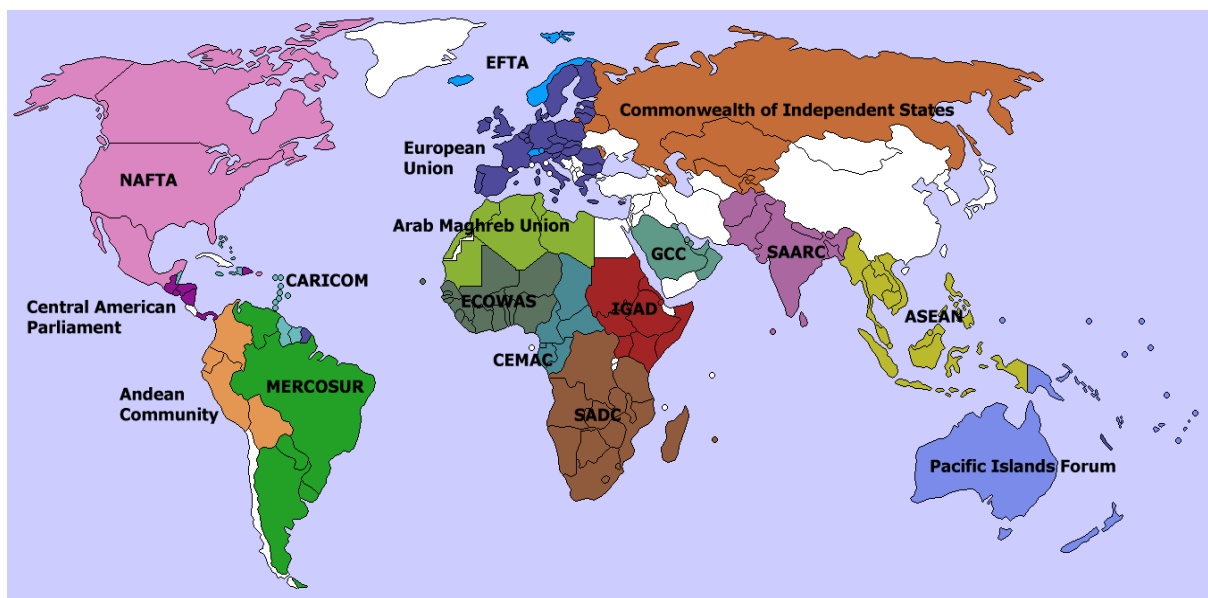 EFTA
Commonwealth of Independent States
European
Union
NAFTA
Arab Maghreb Union
GCC
SAARC
CARICOM
ECOWAS
IGAD
Central American
Parliament
ASEAN
CEMAC
MERCOSUR
Andean
Community
SADC
Pacific Islands Forum